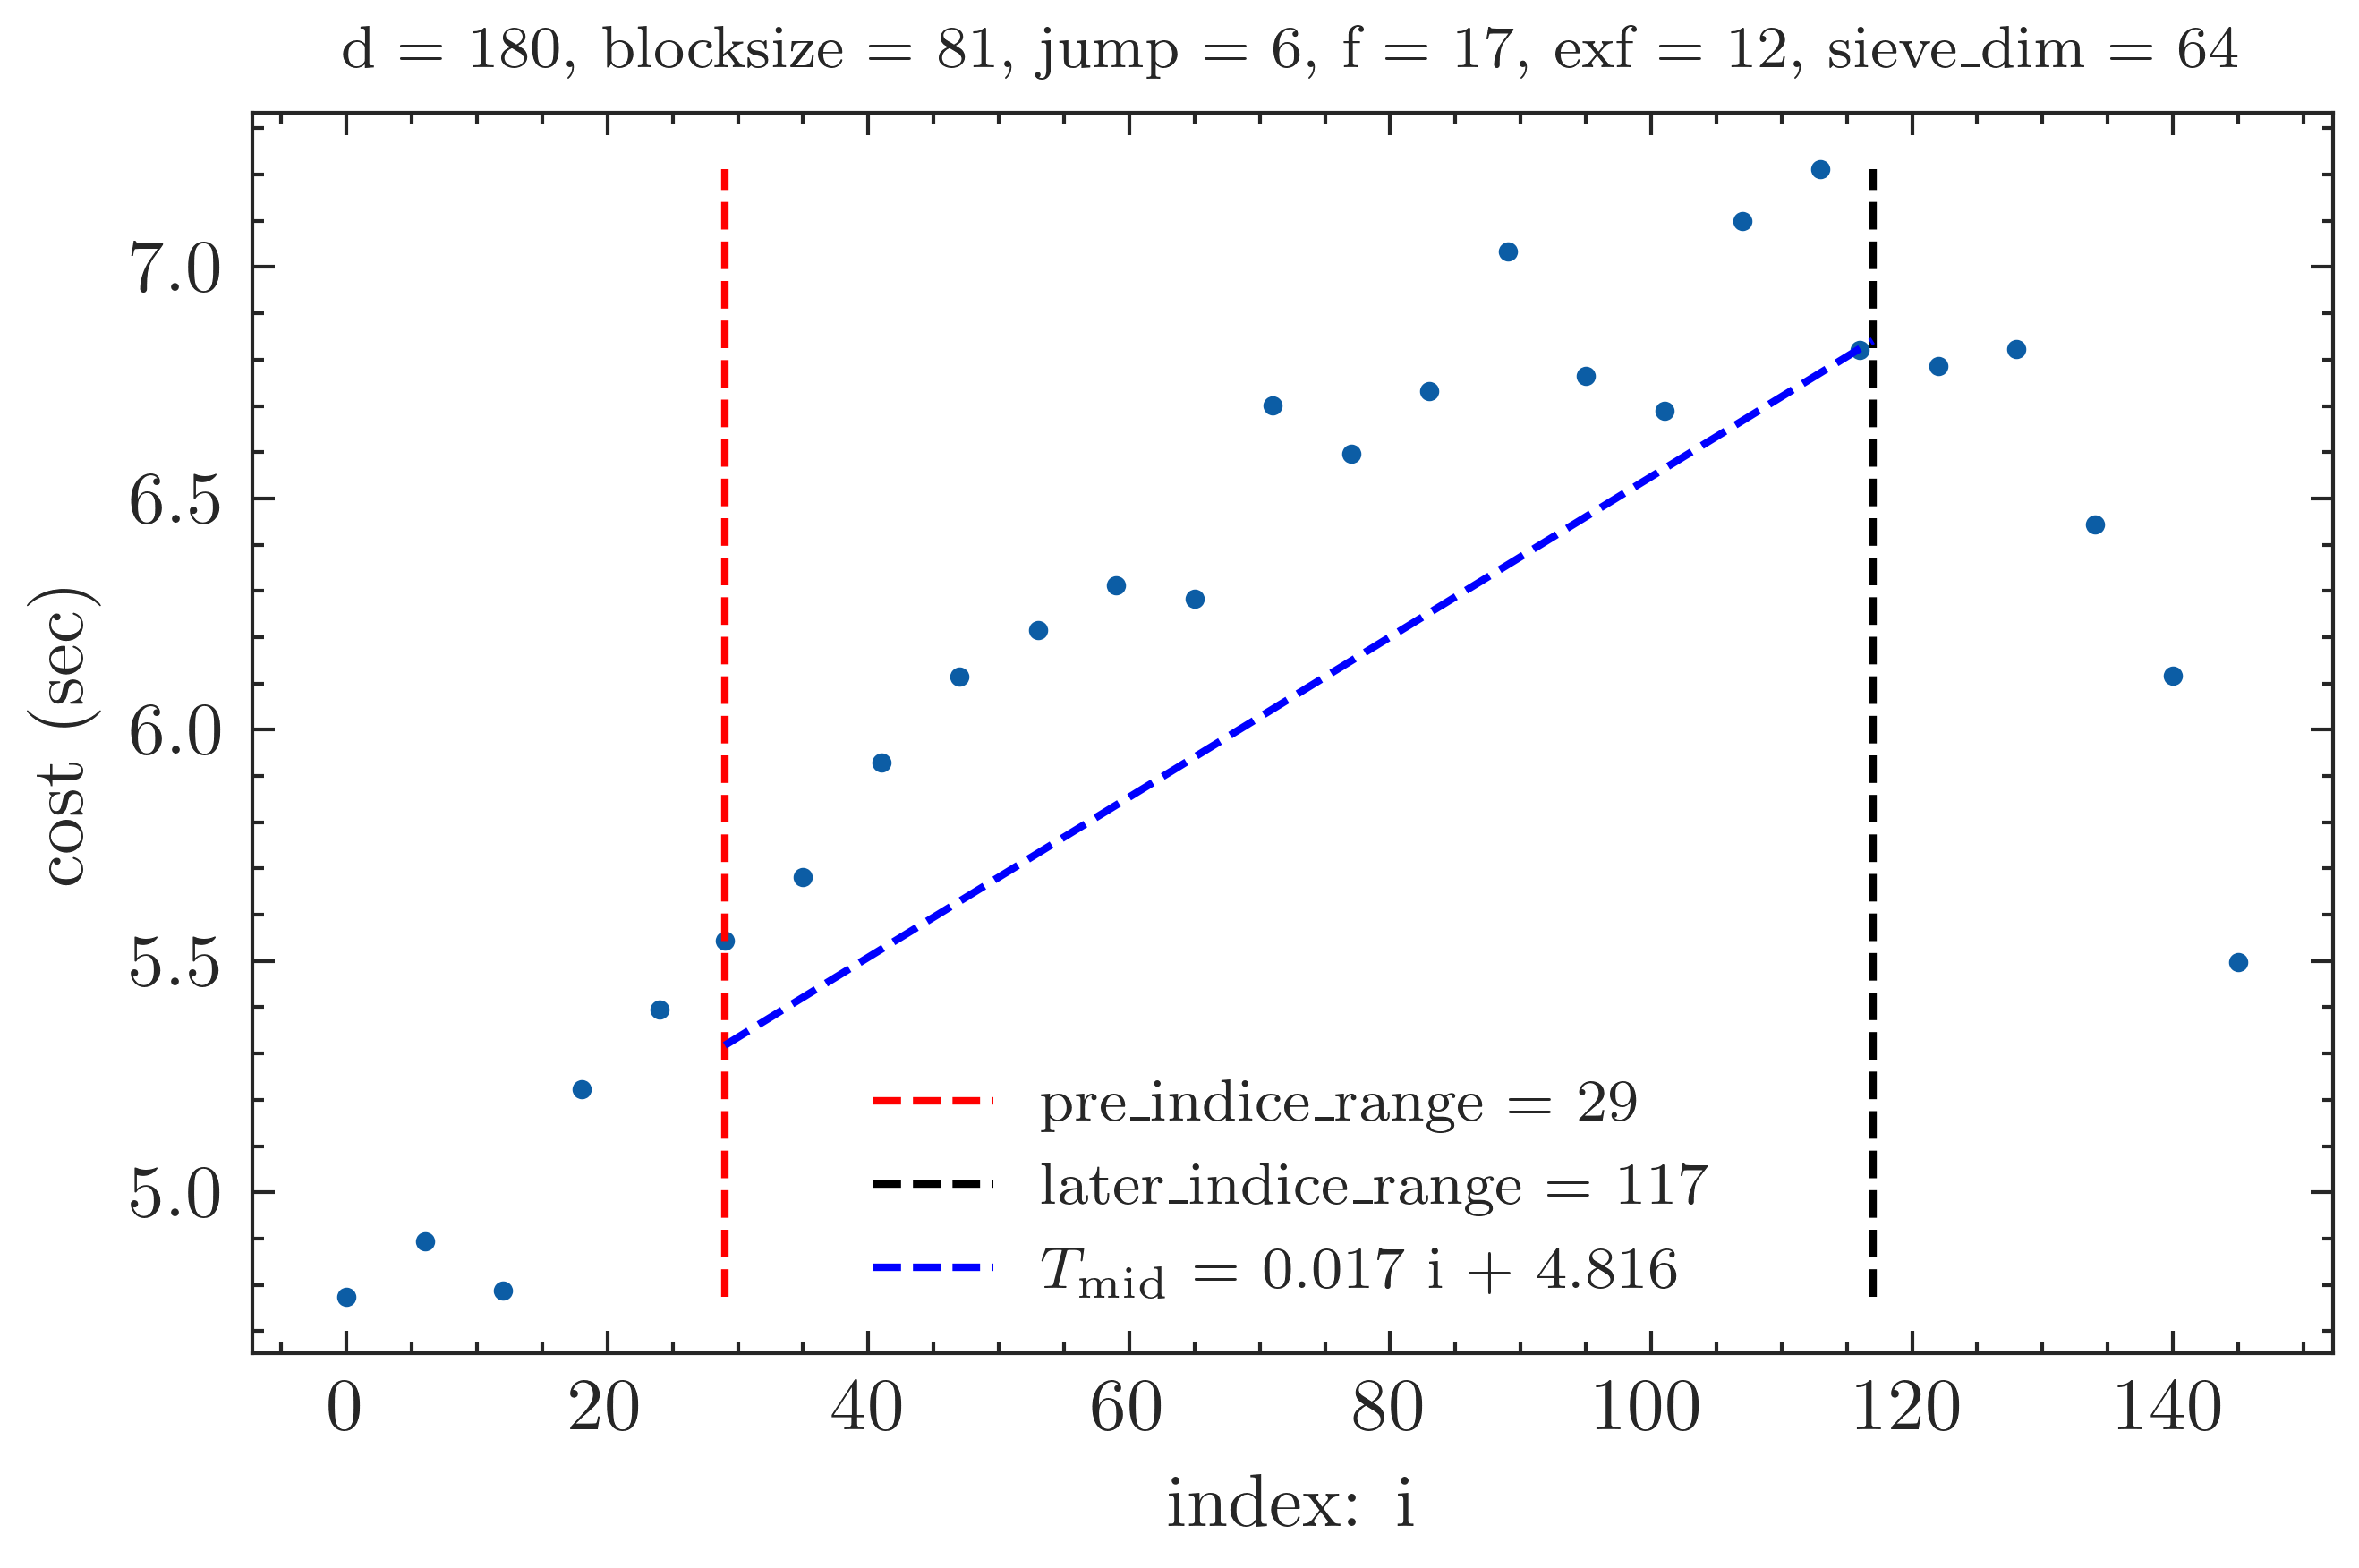 d = 180, blocksize = 81, jump = 6, f = 17, exf = 12, sieve_dim = 64
7.0
6.5
6.0
5.5
5.0
cost (sec)
pre_indice_range = 29
later_indice_range = 117
T_mid = 0.017 i + 4.816
0 20 40 60 80 100 120 140
index: i